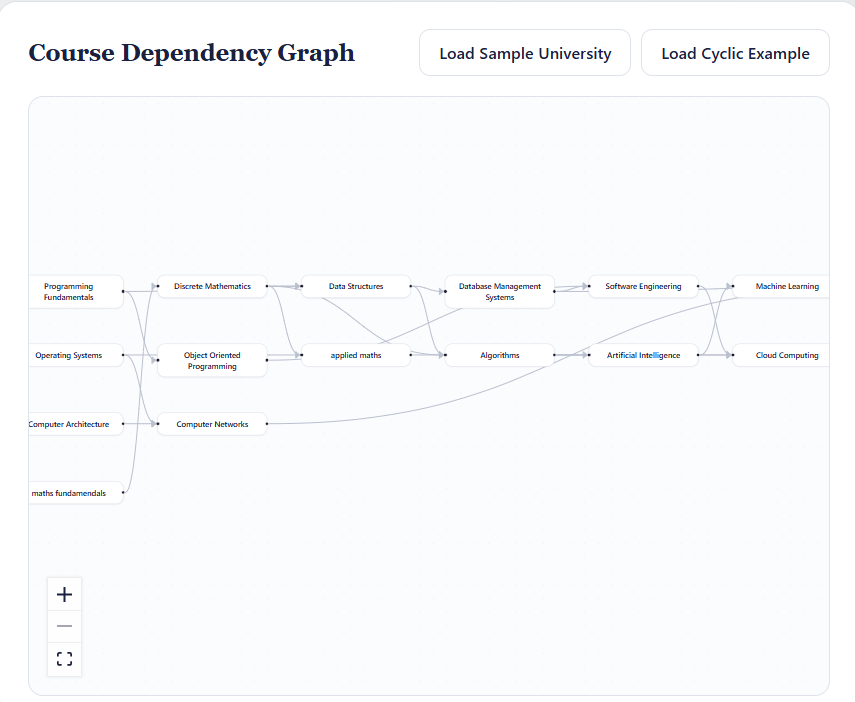 Course Dependency Graph
Load Sample University
Load Cyclic Example
Programming
Fundamentals
Discrete Mathematics
Data Structures
Database Management
Systems
Software Engineering
Machine Learning
Operating Systems
Object Oriented
Programming
applied maths
Algorithms
Artificial Intelligence
Cloud Computing
Computer Architecture
Computer Networks
maths fundamendals